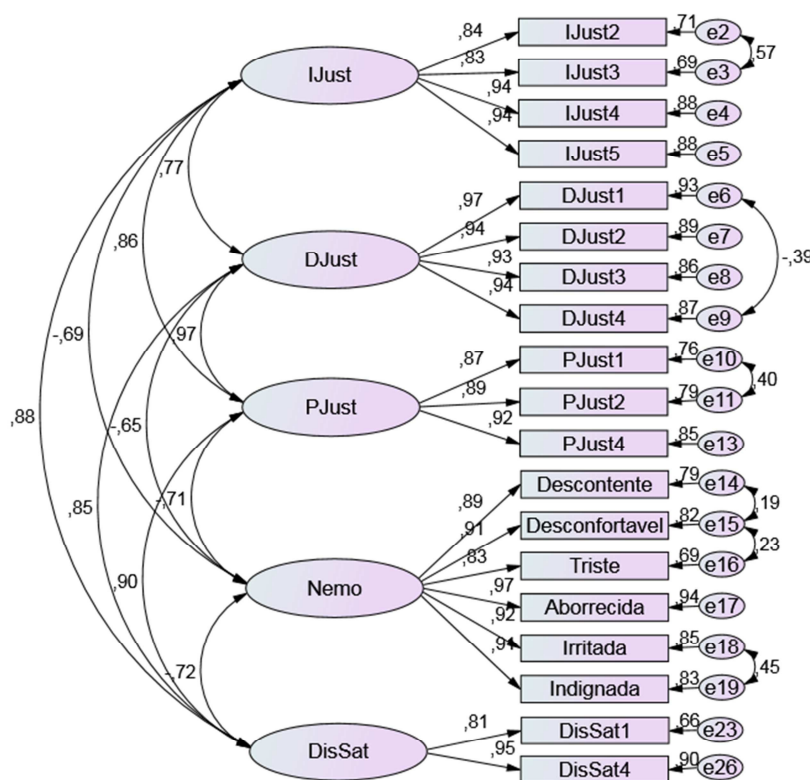 ,84
IJust2
,71
e2
,83
IJust3
,69
e3
,57
IJust
,94
IJust4
,88
e4
,94
IJust5
,88
e5
,77
,97
DJust1
,93
e6
,94
DJust2
,89
e7
,86
DJust
,93
DJust3
,86
e8
-,39
,94
DJust4
,87
e9
-,69
,97
,87
PJust1
,76
e10
,40
,89
PJust2
,79
e11
,88
PJust
,92
PJust4
,85
e13
-,65
-,71
,89
Descontente
,79
e14
,19
,85
,91
Desconfortavel
,82
e15
,23
,83
Triste
,69
e16
,90
Nemo
,97
Aborrecida
,94
e17
,92
Irritada
,85
e18
,45
,91
Indignada
,83
e19
-,72
,81
DisSat1
,66
e23
DisSat
,95
DisSat4
,90
e26